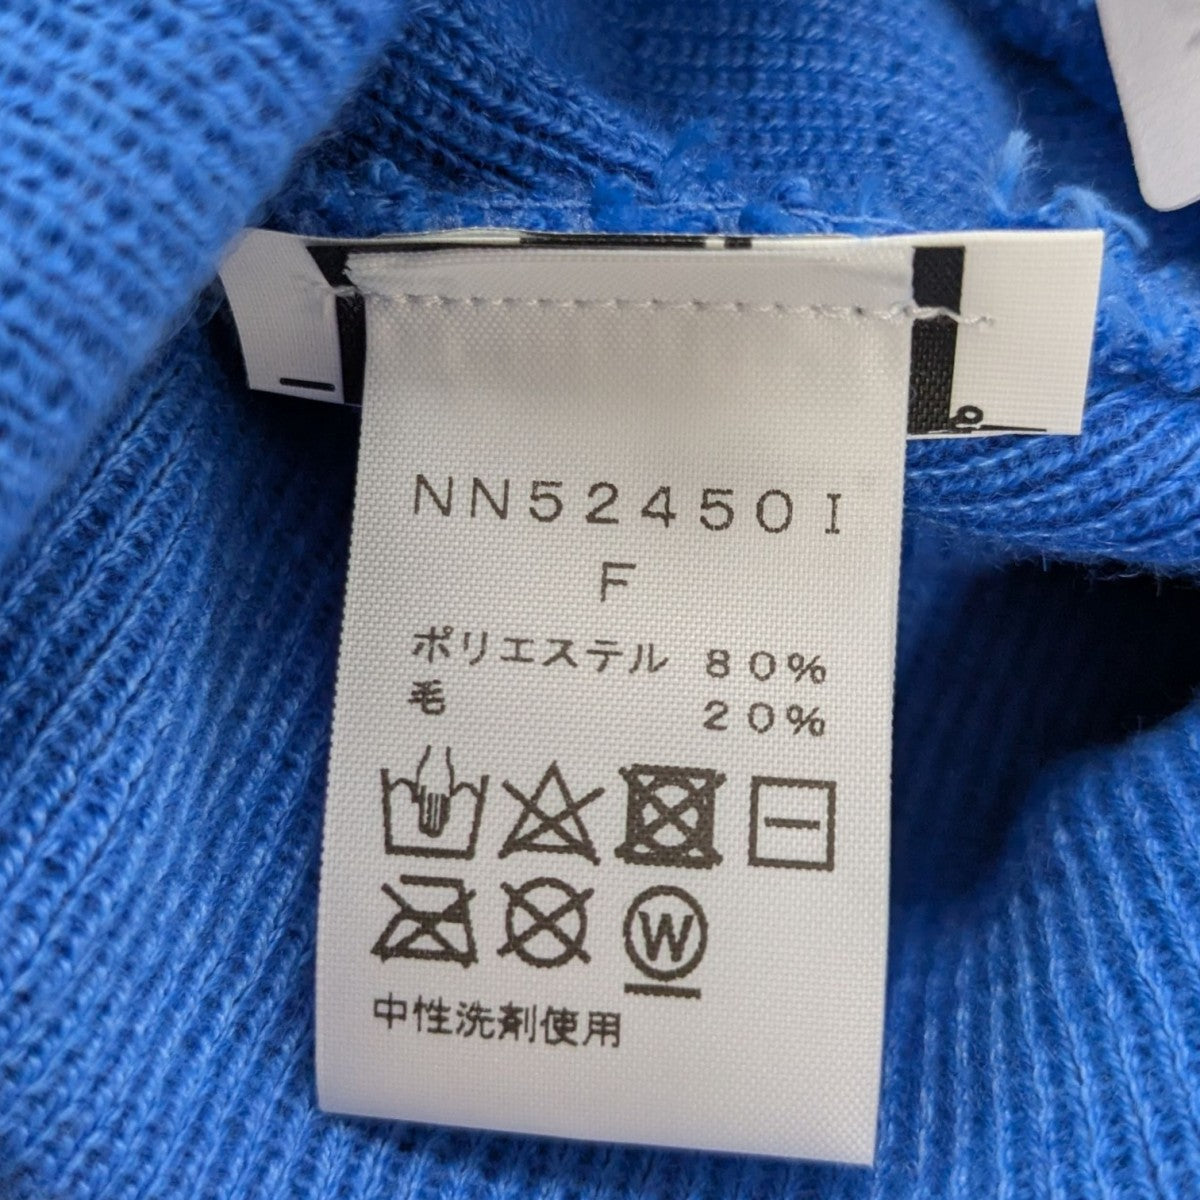 NN52450I
F
ポリエステル 80%
毛 20%
W
中性洗剤使用